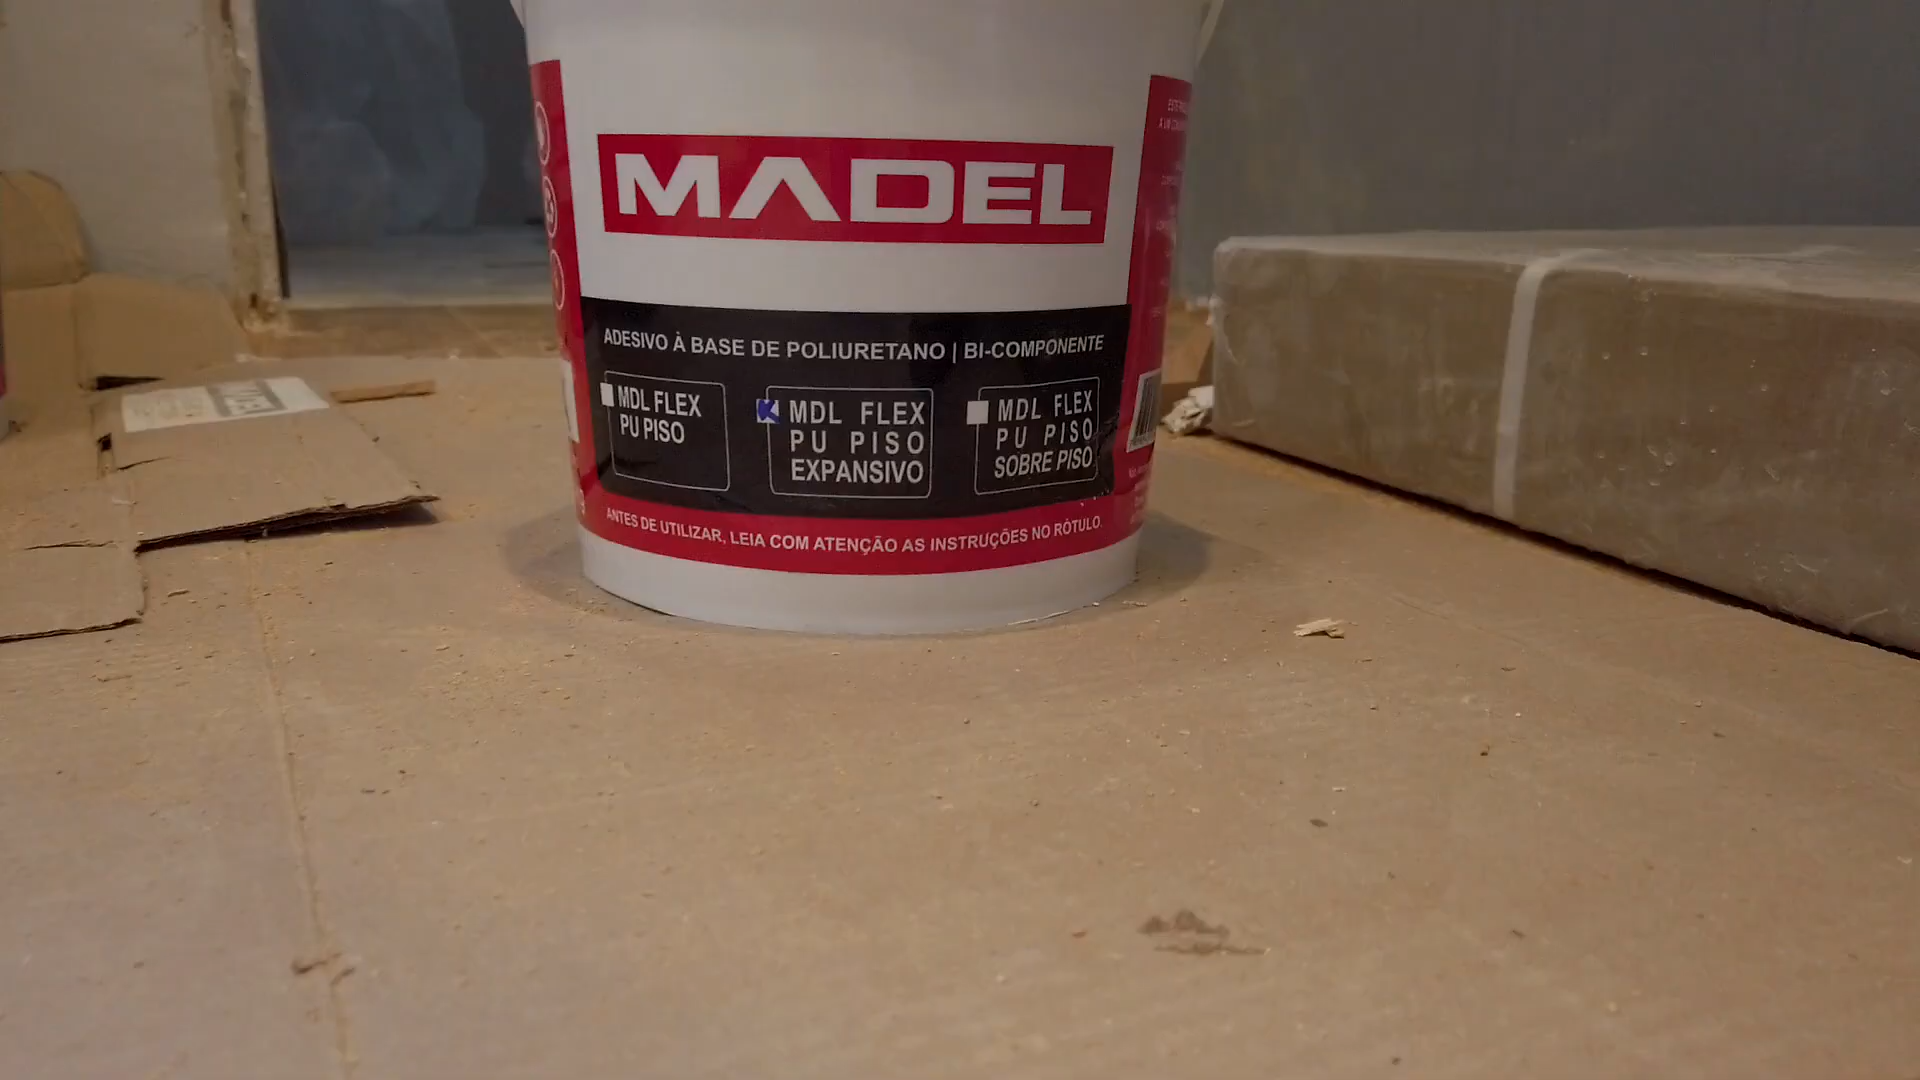 MADEL
ADESIVO À BASE DE POLIURETANO | BI-COMPONENTE
MDL FLEX
PU PISO
MDL FLEX
PU PISO
EXPANSIVO
MDL FLEX
PU PISO
SOBRE PISO
ANTES DE UTILIZAR, LEIA COM ATENÇÃO AS INSTRUÇÕES NO RÓTULO.